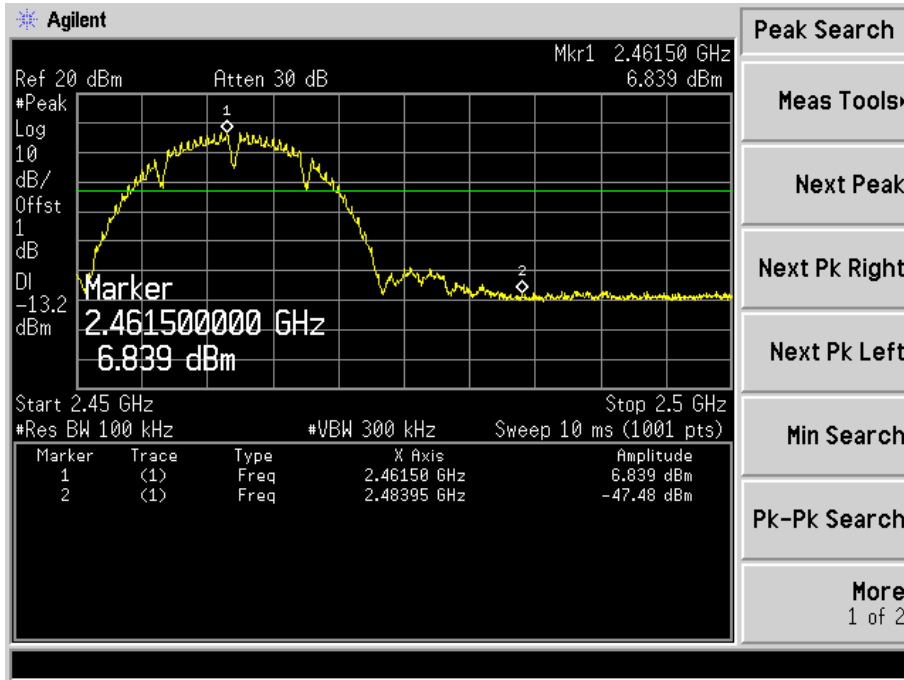 Agilent
Peak Search
Mkr1 2.46150 GHz
Ref 20 dBm Atten 30 dB 6.839 dBm
#Peak
Log
10
dB/
Offst
1
dB
DI
-13.2
dBm
1
2
Marker
2.461500000 GHz
6.839 dBm
Start 2.45 GHz Stop 2.5 GHz
#Res BW 100 kHz #VBW 300 kHz Sweep 10 ms (1001 pts)
Marker Trace Type X Axis Amplitude
1 (1) Freq 2.46150 GHz 6.839 dBm
2 (1) Freq 2.48395 GHz -47.48 dBm
Meas Tools
Next Peak
Next Pk Right
Next Pk Left
Min Search
Pk-Pk Search
More
1 of 2